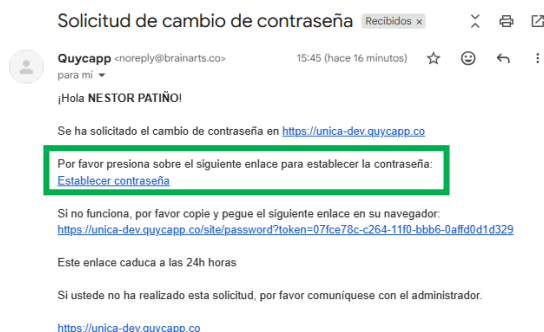 Solicitud de cambio de contraseña Recibidos x
Quycapp <noreply@brainarts.co> 15:45 (hace 16 minutos)
para mí
¡Hola NESTOR PATIÑO!
Se ha solicitado el cambio de contraseña en https://unica-dev.quycapp.co
Por favor presiona sobre el siguiente enlace para establecer la contraseña:
Establecer contraseña
Si no funciona, por favor copie y pegue el siguiente enlace en su navegador:
https://unica-dev.quycapp.co/site/password?token=07fce78c-c264-11f0-bbb6-0affd0d1d329
Este enlace caduca a las 24h horas
Si ustede no ha realizado esta solicitud, por favor comuníquese con el administrador.
https://unica-dev.quycapp.co